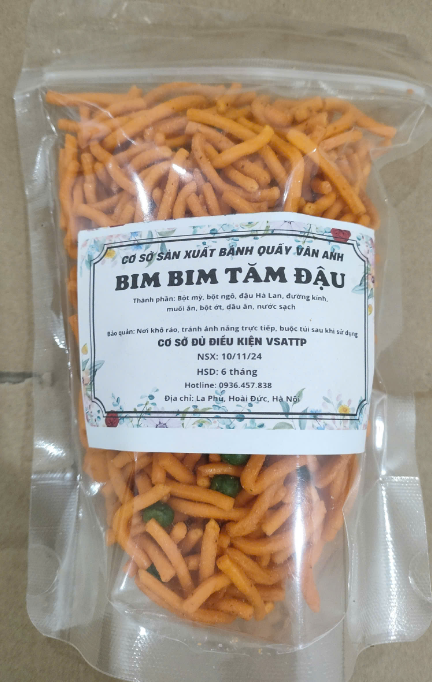 CƠ SỞ SẢN XUẤT BÁNH QUẨY VÂN ANH
BIM BIM TĂM ĐẬU
Thành phần: Bột mỳ, bột ngô, đậu Hà Lan, đường kính,
muối ăn, bột ớt, dầu ăn, nước sạch
Bảo quản: Nơi khô ráo, tránh ánh nắng trực tiếp, buộc túi sau khi sử dụng
CƠ SỞ ĐỦ ĐIỀU KIỆN VSATTP
NSX: 10/11/24
HSD: 6 tháng
Hotline: 0936.457.838
Địa chỉ: La Phù, Hoài Đức, Hà Nội